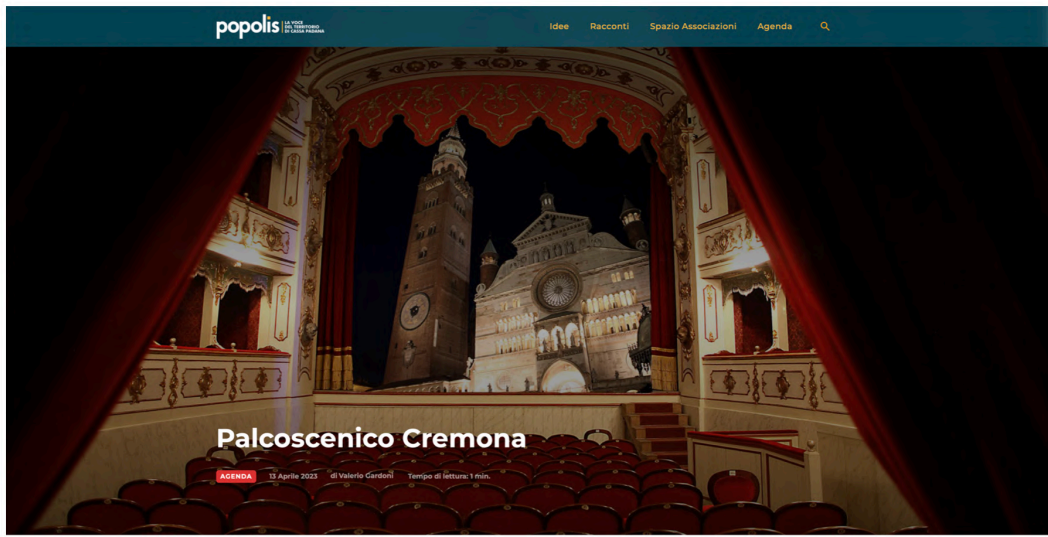 popolis
LA VOCE
DEL TERRITORIO
DI CASSA PADANA
Idee
Racconti
Spazio Associazioni
Agenda
Palcoscenico Cremona
AGENDA
13 Aprile 2023
di Valerio Gardoni
Tempo di lettura: 1 min.